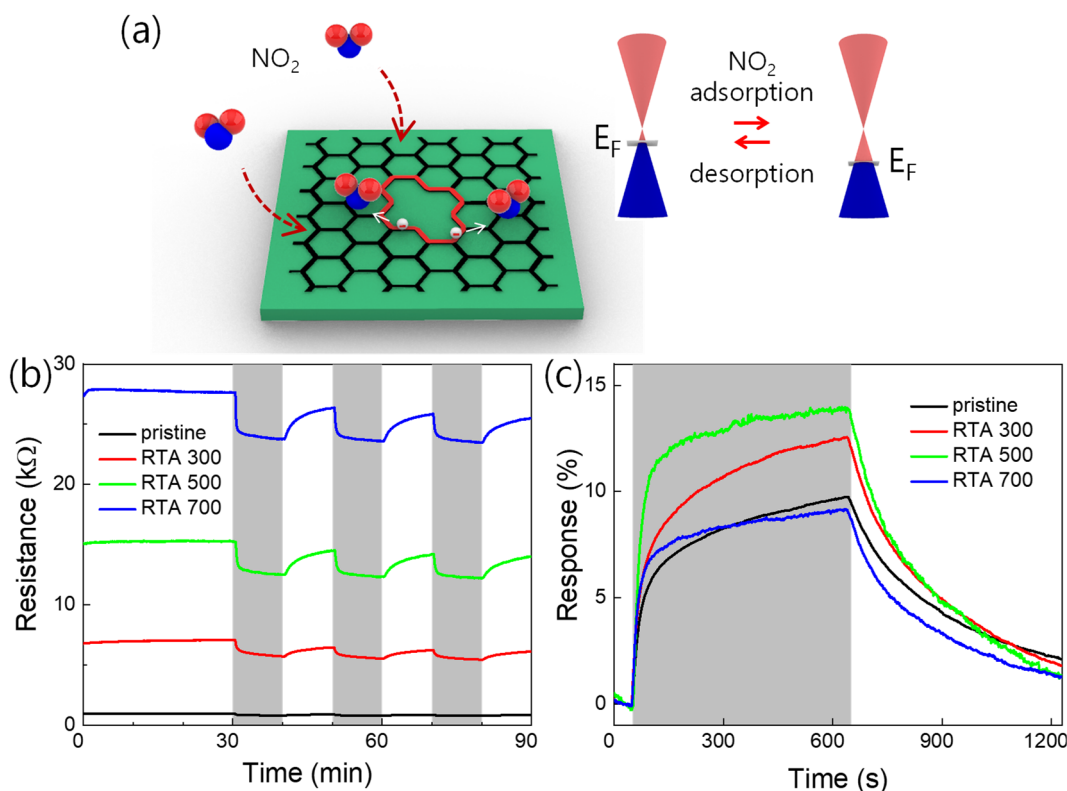 (a)
NO₂
NO₂
adsorption
desorption
E_F
E_F
(b)
30
20
10
0
0
30
60
90
Resistance (kΩ)
Time (min)
pristine
RTA 300
RTA 500
RTA 700
(c)
15
10
5
0
0
300
600
900
1200
Response (%)
Time (s)
pristine
RTA 300
RTA 500
RTA 700